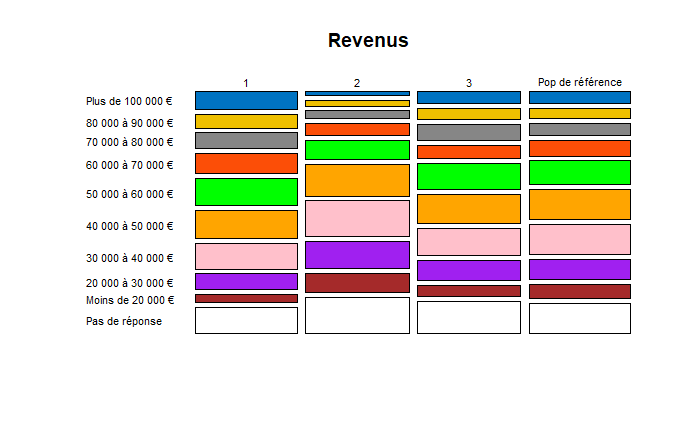 Revenus
1 2 3 Pop de référence
Plus de 100 000 €
80 000 à 90 000 €
70 000 à 80 000 €
60 000 à 70 000 €
50 000 à 60 000 €
40 000 à 50 000 €
30 000 à 40 000 €
20 000 à 30 000 €
Moins de 20 000 €
Pas de réponse